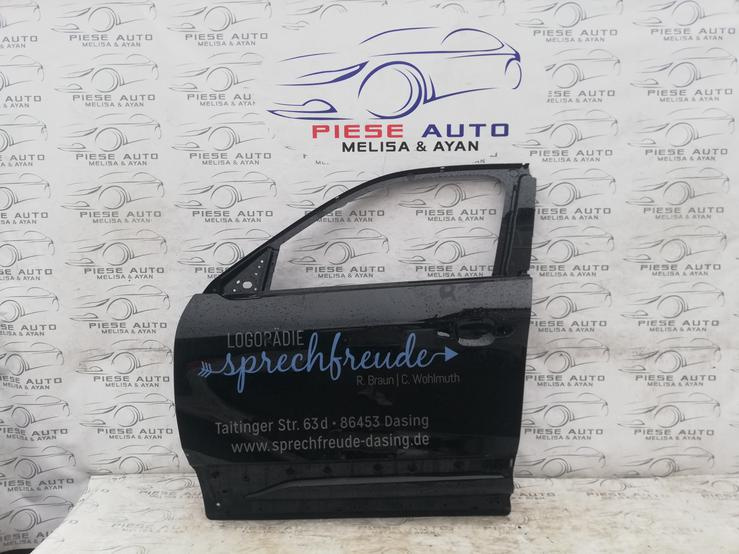 PIESE AUTO
MELISA & AYAN
LOGOPÄDIE
sprechfreude
R. Braun | C. Wohlmuth
Taitinger Str. 63d • 86453 Dasing
www.sprechfreude-dasing.de